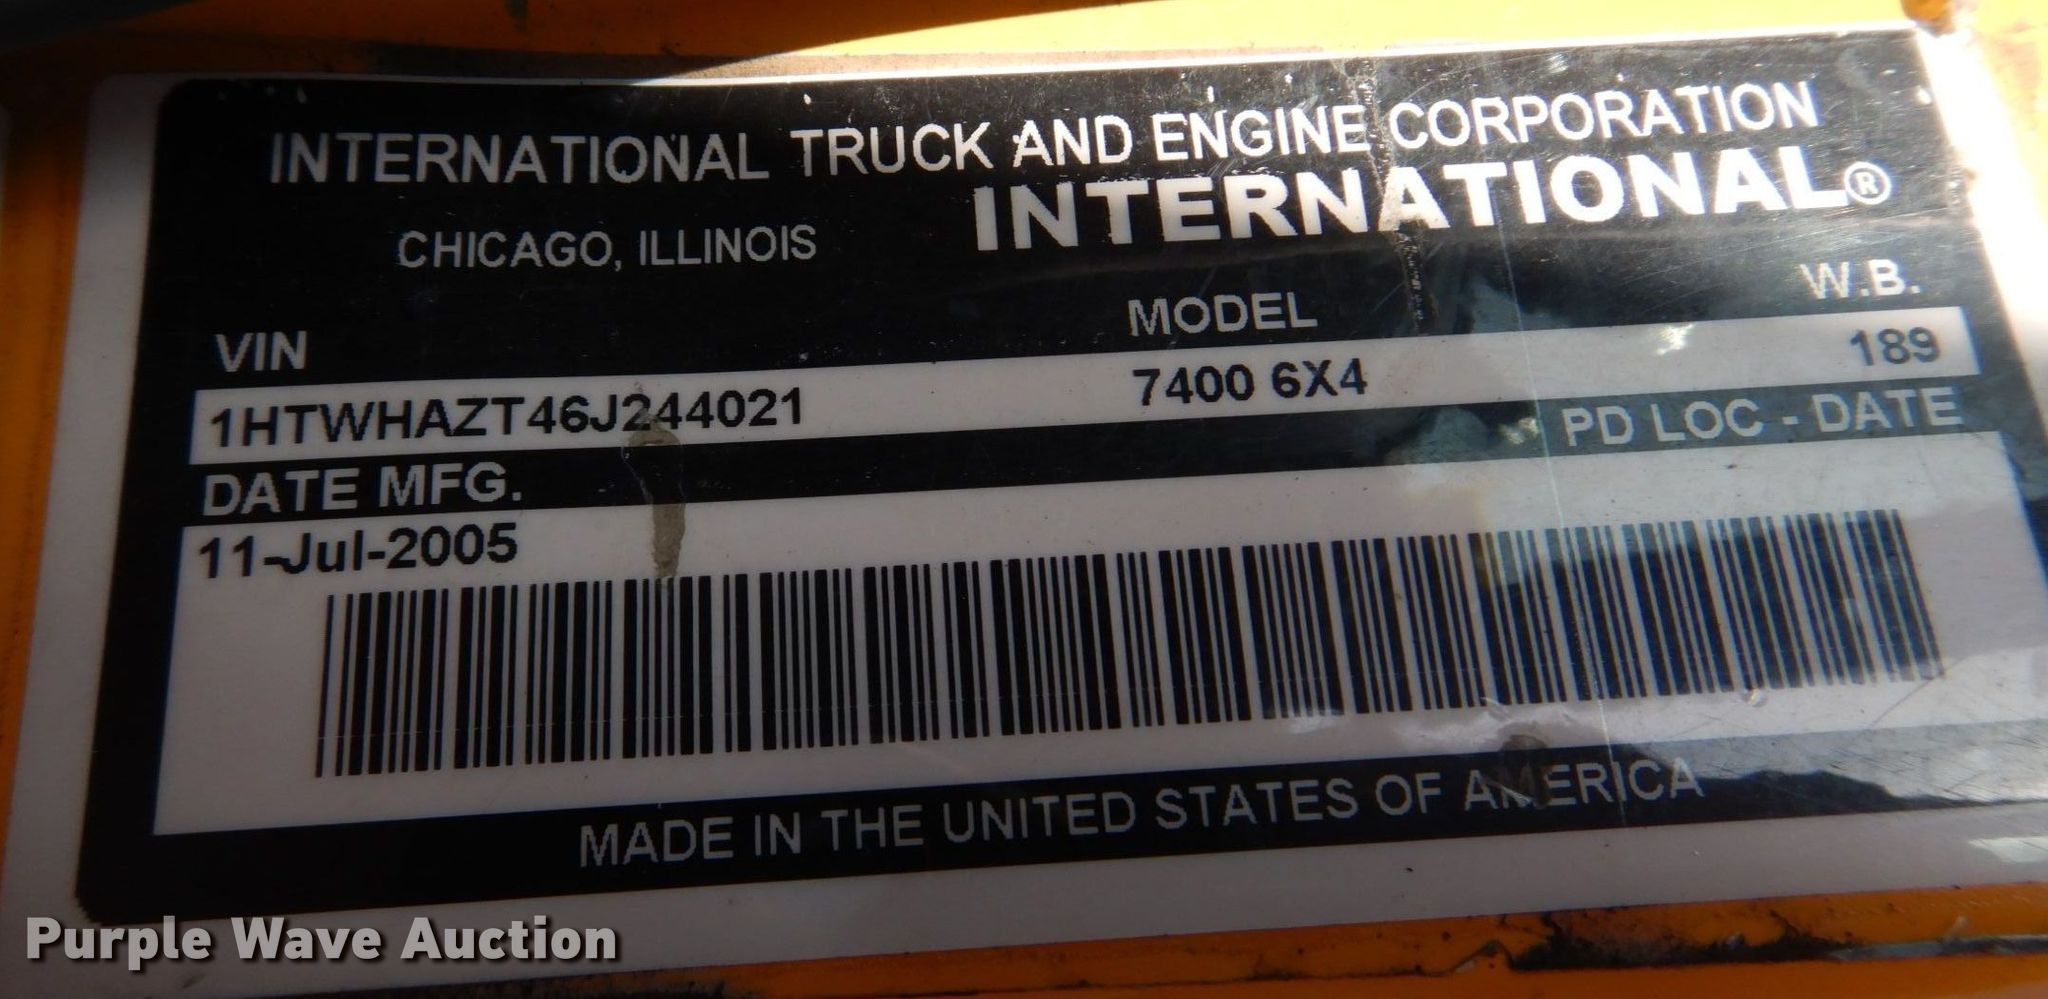 INTERNATIONAL TRUCK AND ENGINE CORPORATION
CHICAGO, ILLINOIS
INTERNATIONAL®
VIN MODEL W.B.
1HTWHAZT46J244021 7400 6X4 189
DATE MFG. PD LOC - DATE
11-Jul-2005
MADE IN THE UNITED STATES OF AMERICA
Purple Wave Auction